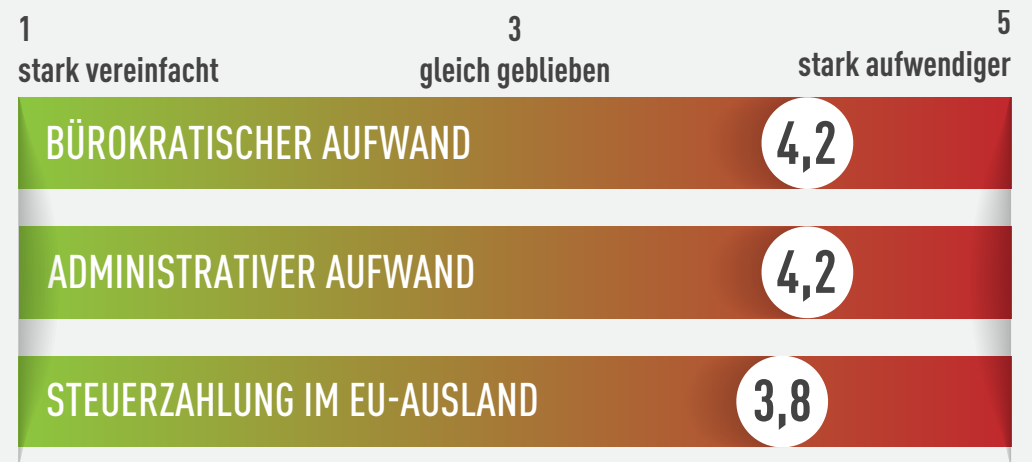 1
3
5
stark vereinfacht
gleich geblieben
stark aufwendiger
BÜROKRATISCHER AUFWAND
4,2
ADMINISTRATIVER AUFWAND
4,2
STEUERZAHLUNG IM EU-AUSLAND
3,8